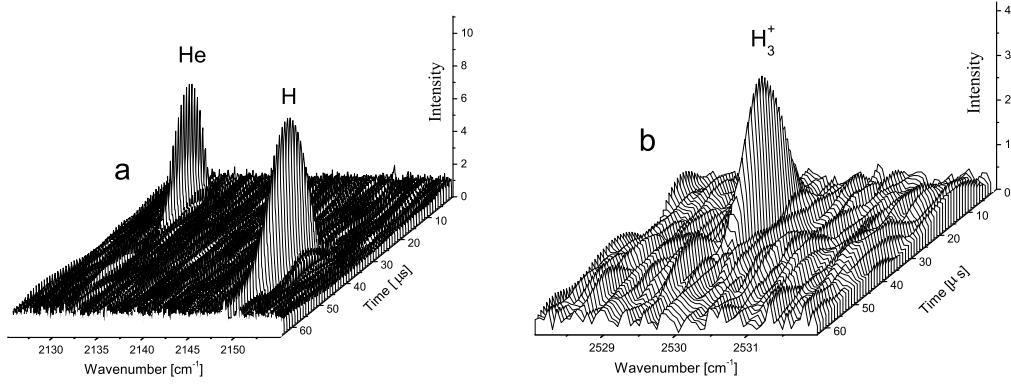 He
H
a
Intensity
10
8
6
4
2
0
10
20
30
40
50
60
Time [ μs]
2130
2135
2140
2145
2150
Wavenumber [cm⁻¹]
H₃⁺
b
Intensity
4
3
2
1
0
10
20
30
40
50
60
Time [μ s]
2529
2530
2531
Wavenumber [cm⁻¹]